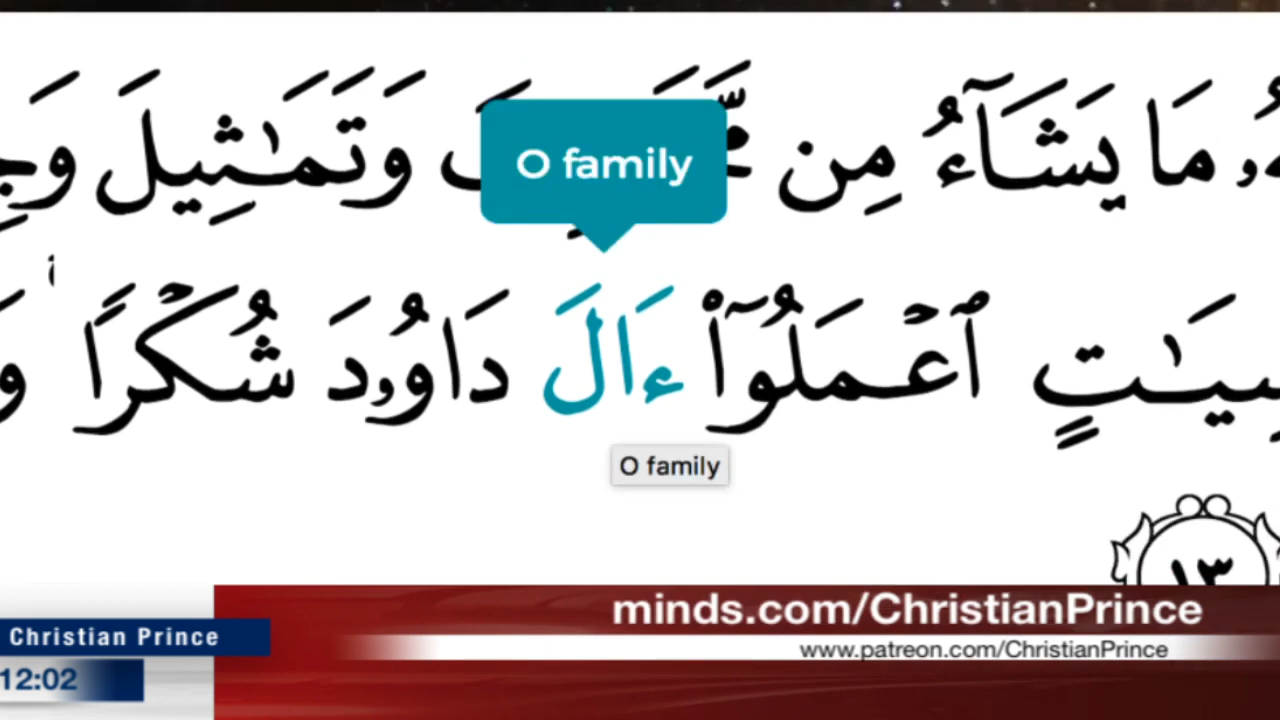 مَا يَشَآءُ مِن وَتَمَٰثِيلَ
O family
ٱعْمَلُوٓا۟ ءَالَ دَاوُۥدَ شُكْرًا
O family
١٣
minds.com/ChristianPrince
Christian Prince
www.patreon.com/ChristianPrince
12:02